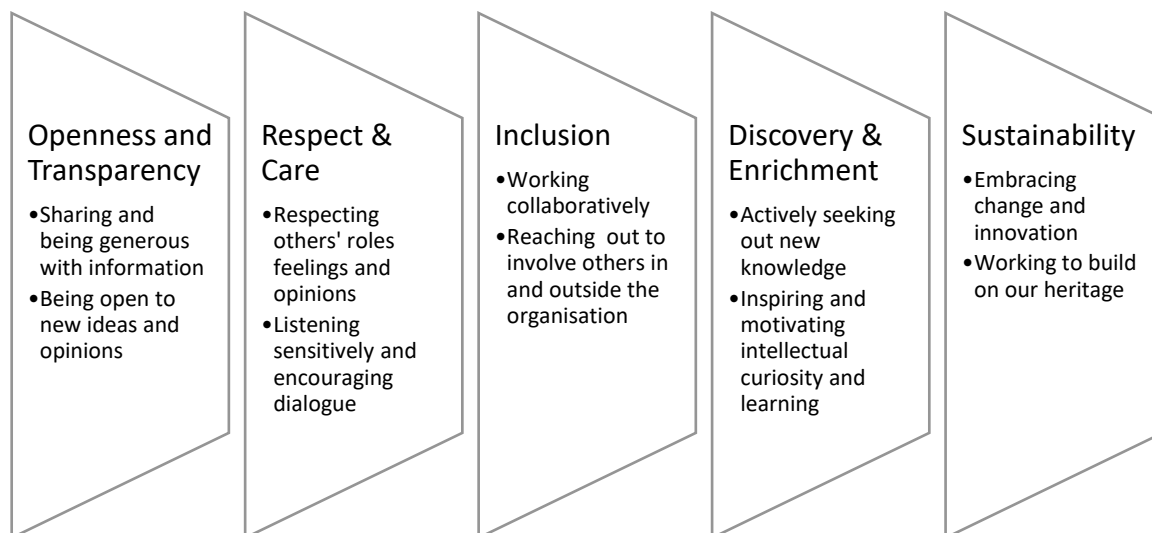 Openness and
Transparency
•Sharing and
being generous
with information
•Being open to
new ideas and
opinions
Respect &
Care
•Respecting
others' roles
feelings and
opinions
•Listening
sensitively and
encouraging
dialogue
Inclusion
•Working
collaboratively
•Reaching  out to
involve others in
and outside the
organisation
Discovery &
Enrichment
•Actively seeking
out new
knowledge
•Inspiring and
motivating
intellectual
curiosity and
learning
Sustainability
•Embracing
change and
innovation
•Working to build
on our heritage